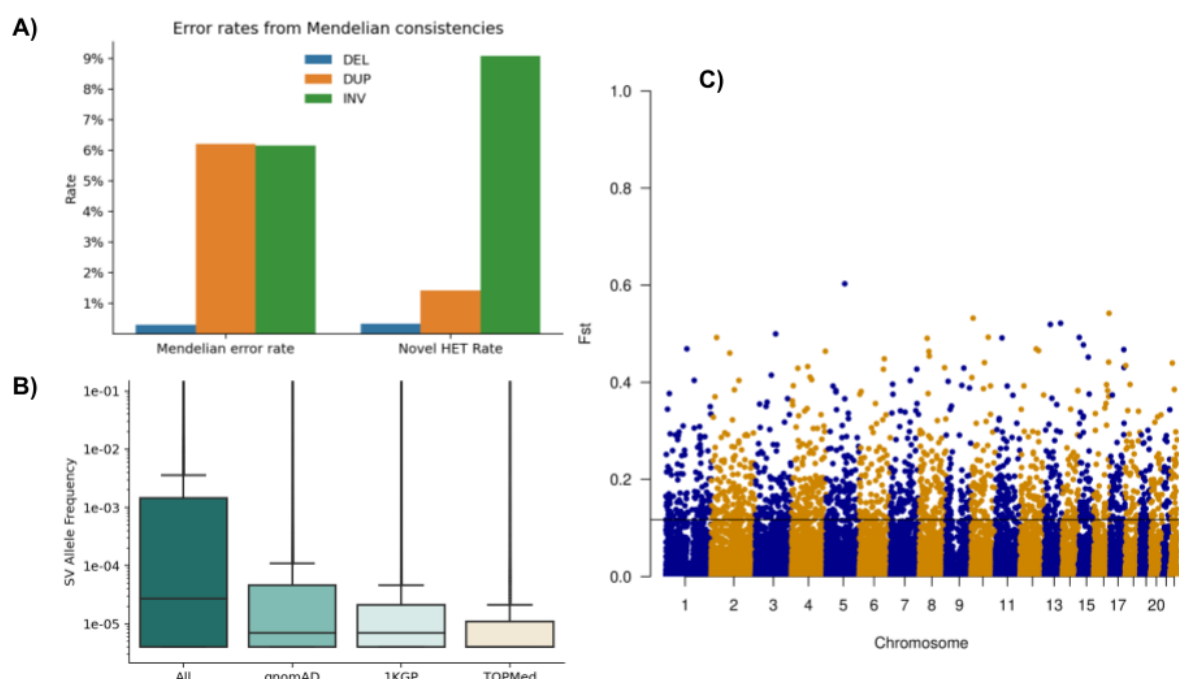 A)
Error rates from Mendelian consistencies
DEL
DUP
INV
9%
8%
7%
6%
5%
4%
3%
2%
1%
Rate
Mendelian error rate
Novel HET Rate
B)
1e-01
1e-02
1e-03
1e-04
1e-05
SV Allele Frequency
All
gnomAD
1KGP
TOPMed
C)
1.0
0.8
0.6
0.4
0.2
0.0
Fst
1 2 3 4 5 6 7 8 9 11 13 15 17 20
Chromosome